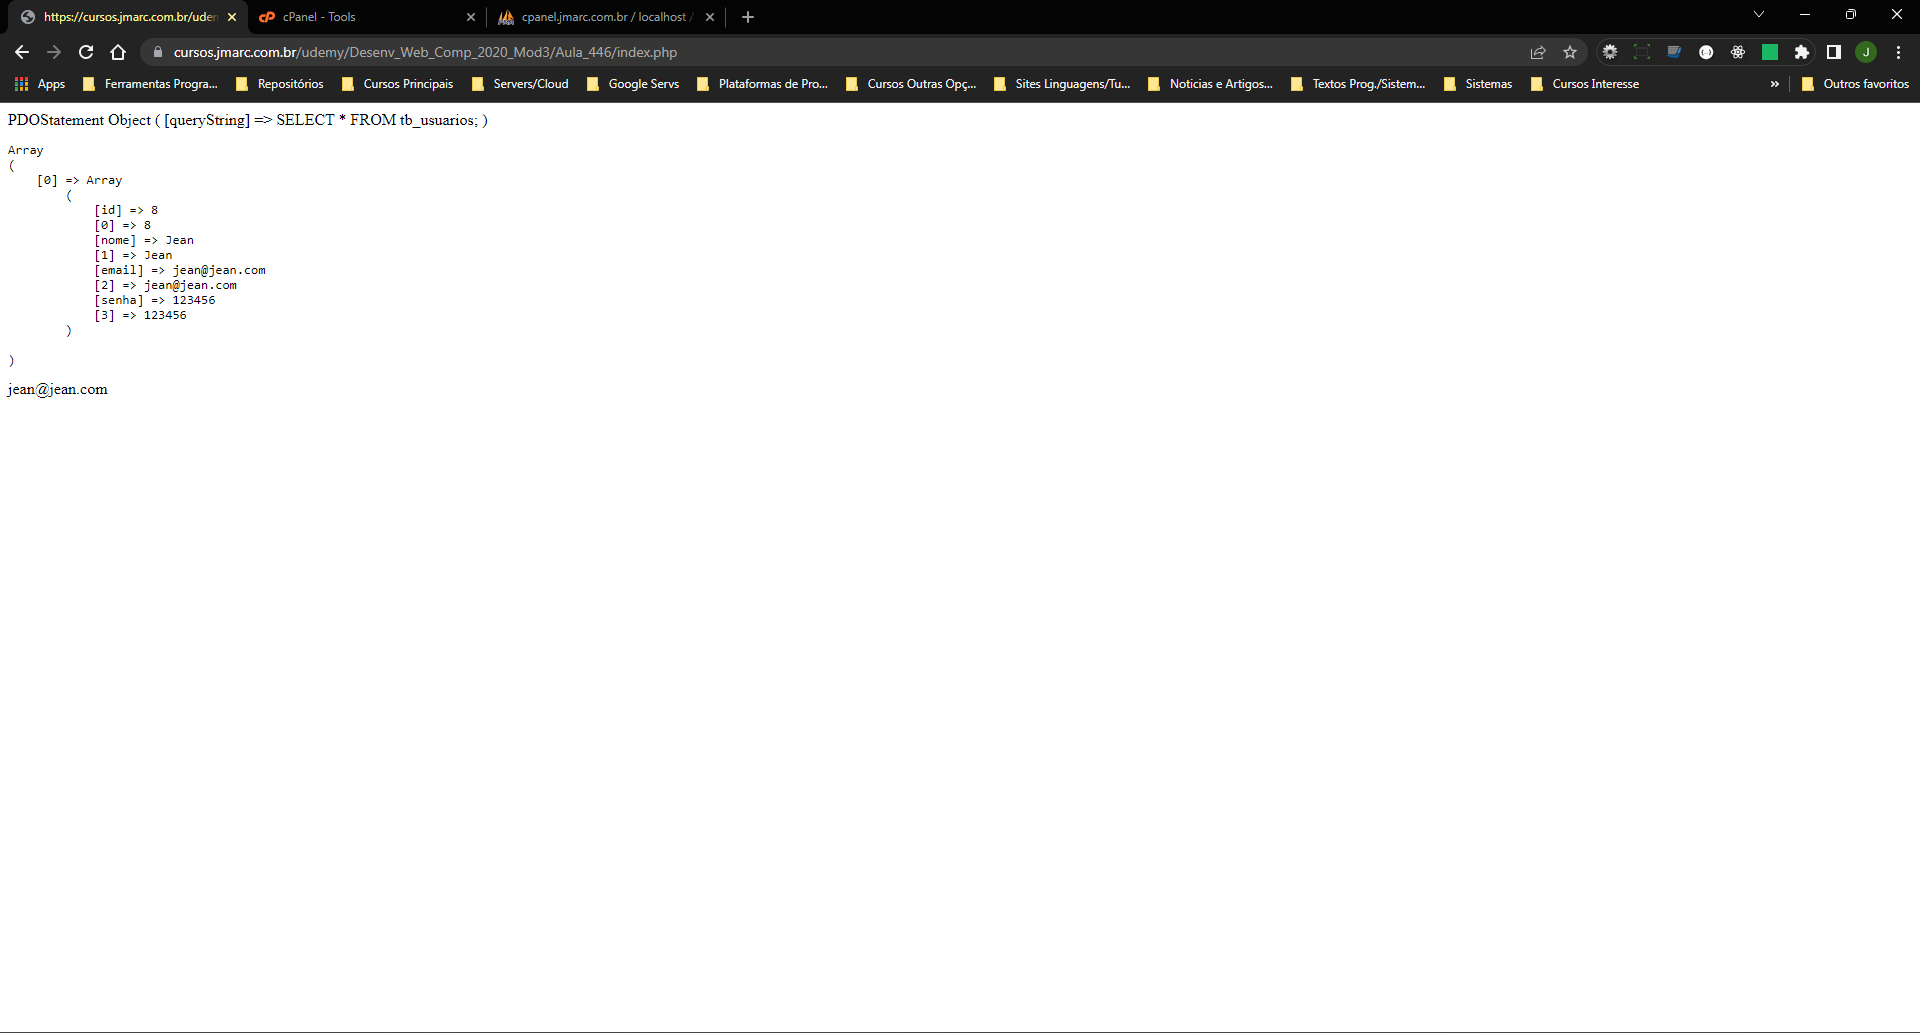 https://cursos.jmarc.com.br/uder
cPanel - Tools
cpanel.jmarc.com.br / localhost /
cursos.jmarc.com.br/udemy/Desenv_Web_Comp_2020_Mod3/Aula_446/index.php
J
Apps
Ferramentas Progra...
Repositórios
Cursos Principais
Servers/Cloud
Google Servs
Plataformas de Pro...
Cursos Outras Opç...
Sites Linguagens/Tu...
Noticias e Artigos...
Textos Prog./Sistem...
Sistemas
Cursos Interesse
»
Outros favoritos
PDOStatement Object ( [queryString] => SELECT * FROM tb_usuarios; )
Array
(
    [0] => Array
        (
            [id] => 8
            [0] => 8
            [nome] => Jean
            [1] => Jean
            [email] => jean@jean.com
            [2] => jean@jean.com
            [senha] => 123456
            [3] => 123456
        )
)
jean@jean.com